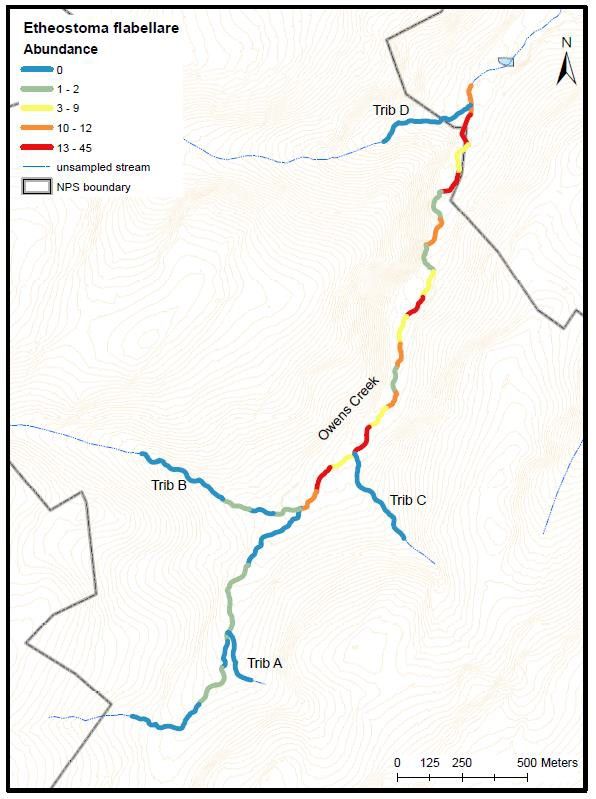 Etheostoma flabellare
Abundance
0
1 - 2
3 - 9
10 - 12
13 - 45
unsampled stream
NPS boundary
N
Trib D
Owens Creek
Trib B
Trib C
Trib A
0 125 250 500 Meters